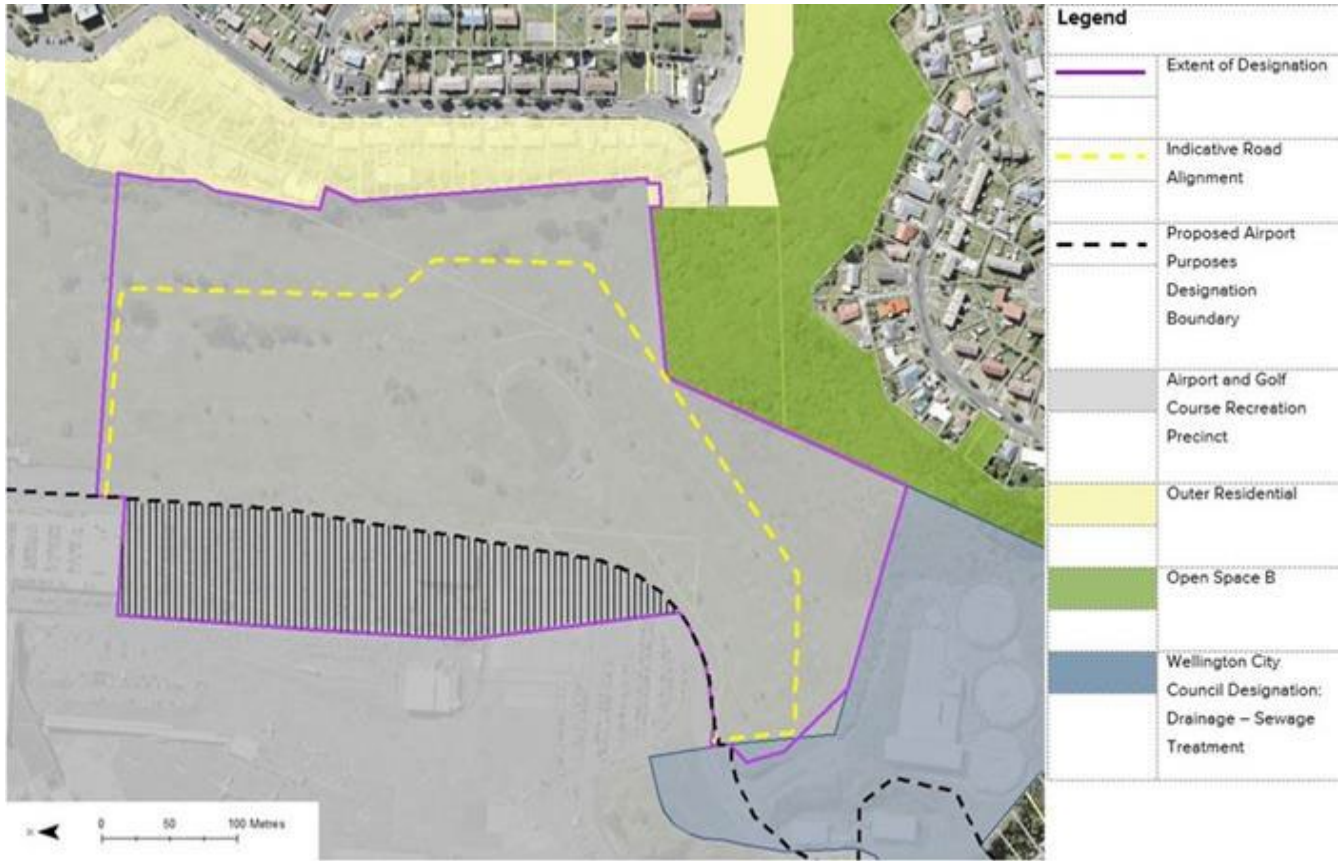 Legend
Extent of Designation
Indicative Road
Alignment
Proposed Airport
Purposes
Designation
Boundary
Airport and Golf
Course Recreation
Precinct
Outer Residential
Open Space B
Wellington City
Council Designation:
Drainage – Sewage
Treatment
0 50 100 Metres